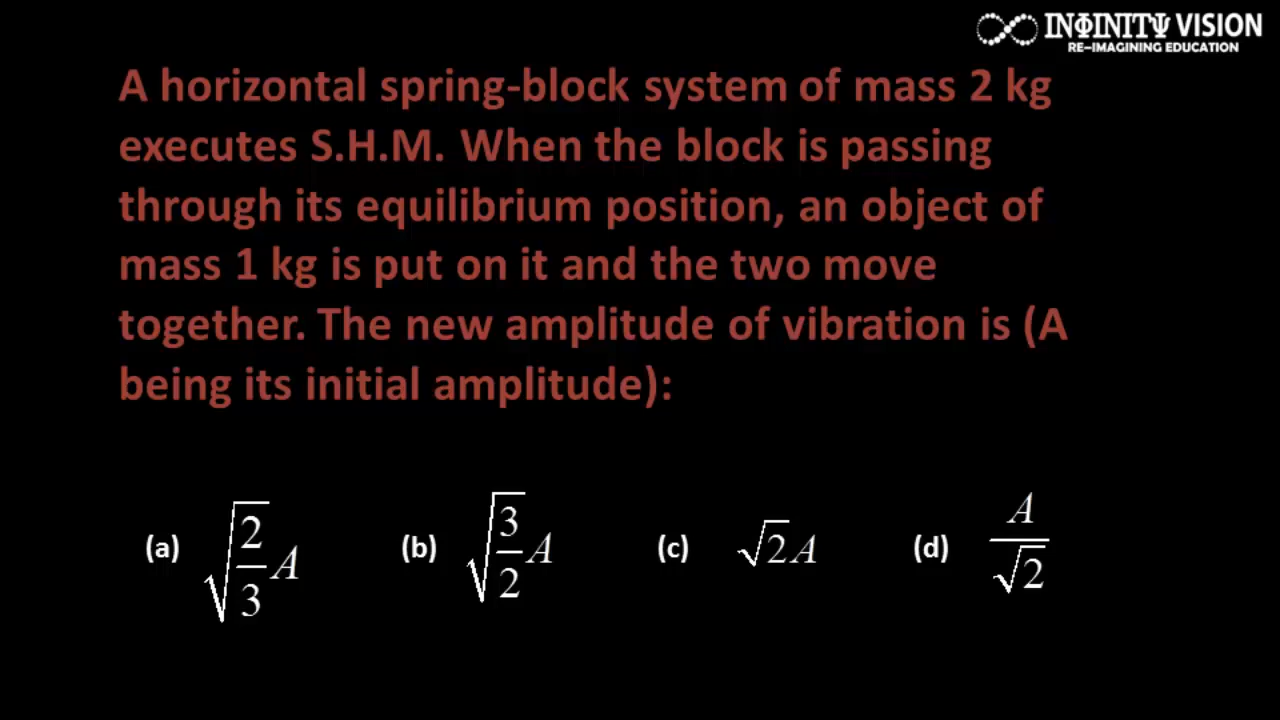 INΦINITΨ VISION
RE-IMAGINING EDUCATION
A horizontal spring-block system of mass 2 kg
executes S.H.M. When the block is passing
through its equilibrium position, an object of
mass 1 kg is put on it and the two move
together. The new amplitude of vibration is (A
being its initial amplitude):
(a) √(2/3) A (b) √(3/2) A (c) √2 A (d) A/√2